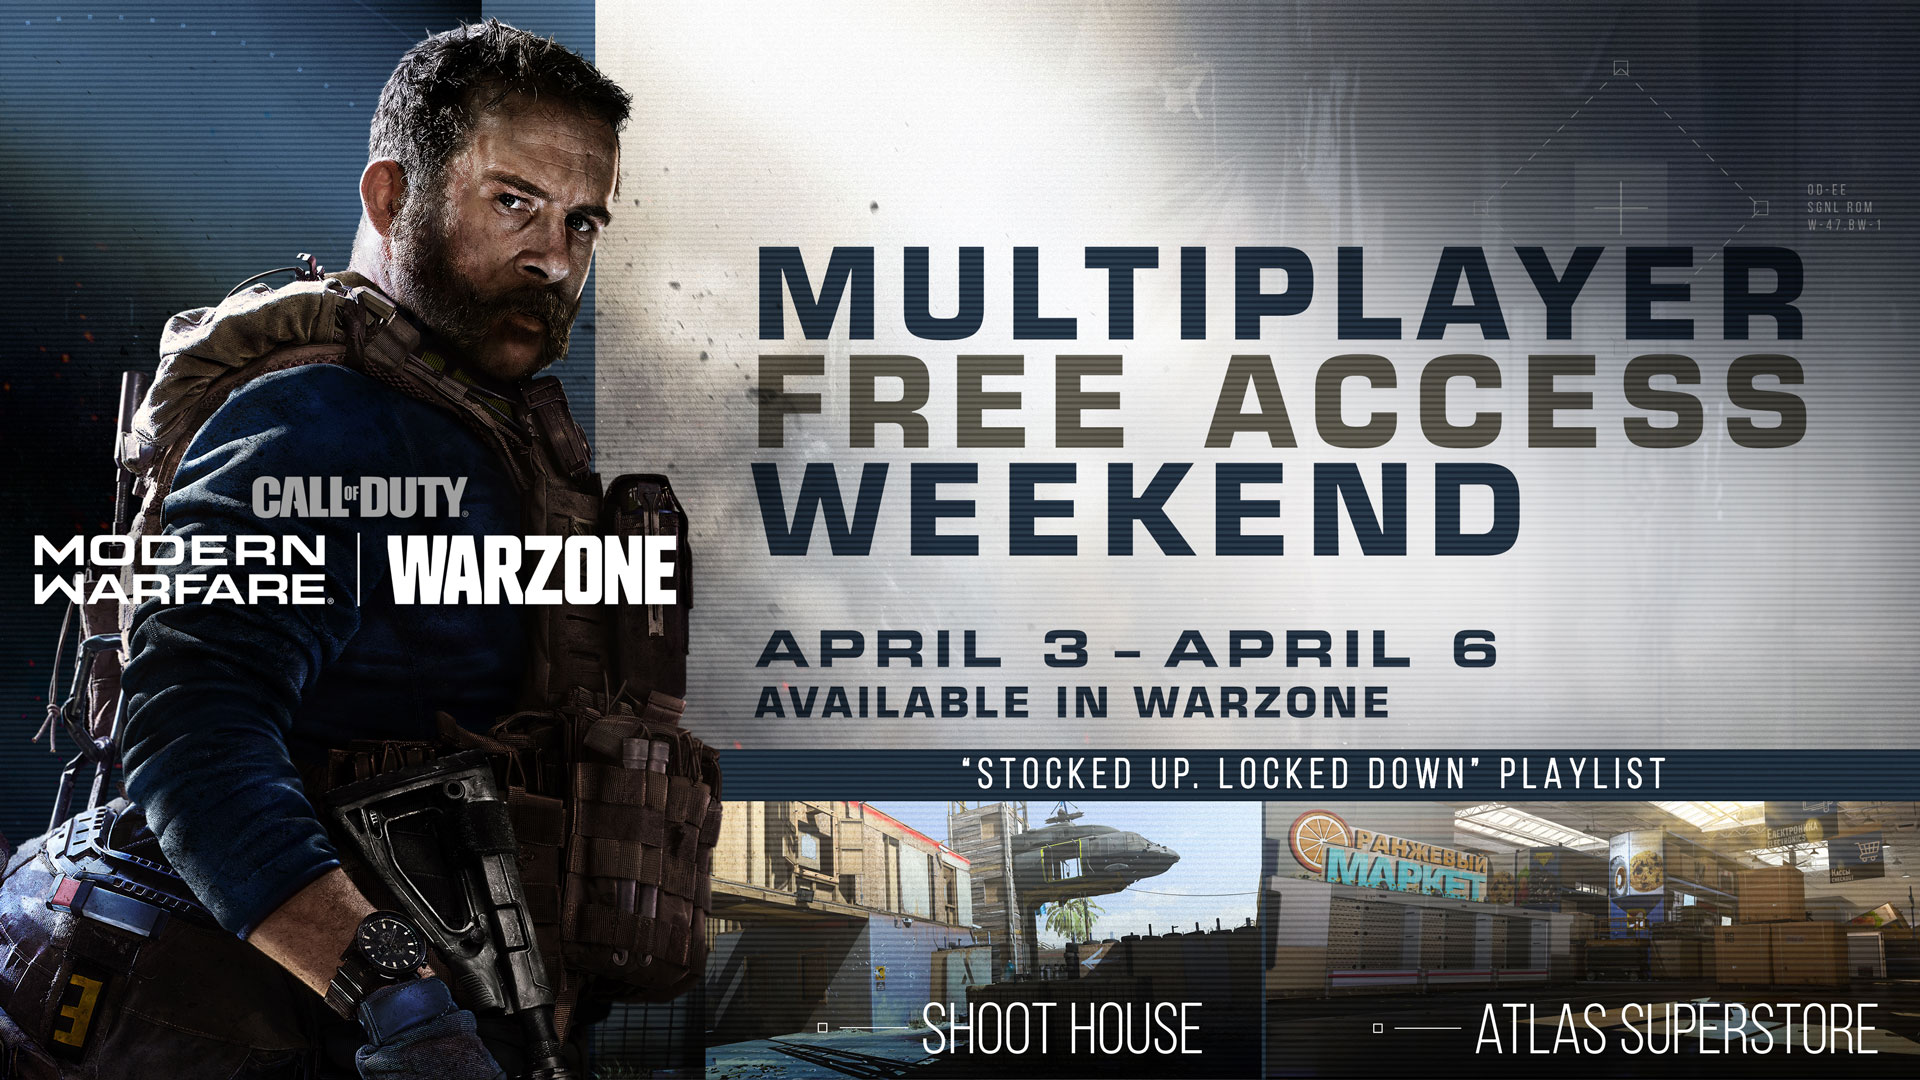 OD-EE
SGNL ROM
W-47.BW-1
MULTIPLAYER
FREE ACCESS
WEEKEND
CALL OF DUTY®
MODERN
WARFARE®
WARZONE
APRIL 3 – APRIL 6
AVAILABLE IN WARZONE
“STOCKED UP. LOCKED DOWN” PLAYLIST
РАНЖЕВЫЙ
МАРКЕТ
3
SHOOT HOUSE
ATLAS SUPERSTORE